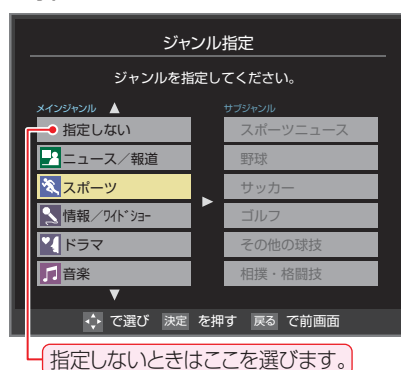 ジャンル指定
ジャンルを指定してください。
メインジャンル ▲
指定しない
ニュース／報道
スポーツ
情報／ワイドショー
ドラマ
音楽
▼
サブジャンル
スポーツニュース
野球
サッカー
ゴルフ
その他の球技
相撲・格闘技
▶
で選び 決定 を押す 戻る で前画面
指定しないときはここを選びます。